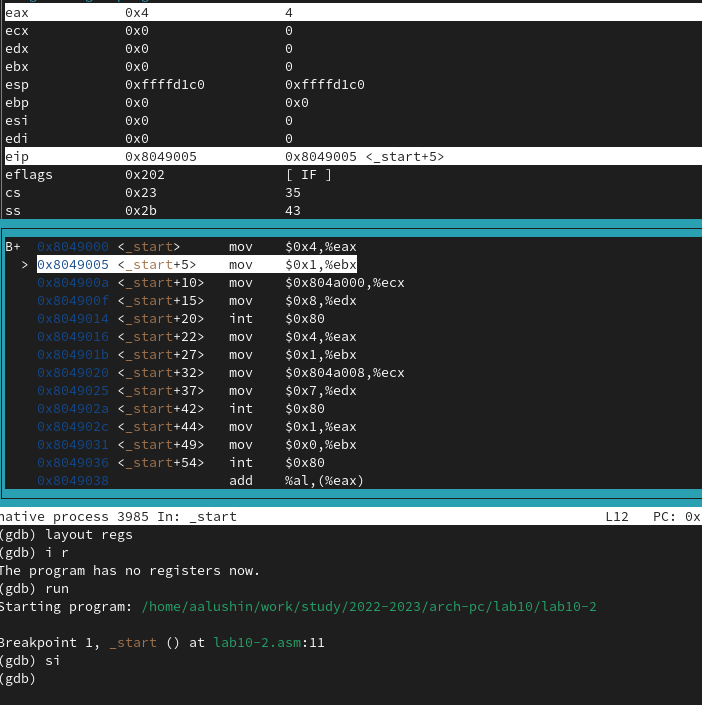 eax 0x4 4
ecx 0x0 0
edx 0x0 0
ebx 0x0 0
esp 0xffffd1c0 0xffffd1c0
ebp 0x0 0x0
esi 0x0 0
edi 0x0 0
eip 0x8049005 0x8049005 <_start+5>
eflags 0x202 [ IF ]
cs 0x23 35
ss 0x2b 43
B+ 0x8049000 <_start> mov $0x4,%eax
> 0x8049005 <_start+5> mov $0x1,%ebx
0x804900a <_start+10> mov $0x804a000,%ecx
0x804900f <_start+15> mov $0x8,%edx
0x8049014 <_start+20> int $0x80
0x8049016 <_start+22> mov $0x4,%eax
0x804901b <_start+27> mov $0x1,%ebx
0x8049020 <_start+32> mov $0x804a008,%ecx
0x8049025 <_start+37> mov $0x7,%edx
0x804902a <_start+42> int $0x80
0x804902c <_start+44> mov $0x1,%eax
0x8049031 <_start+49> mov $0x0,%ebx
0x8049036 <_start+54> int $0x80
0x8049038 add %al,(%eax)
native process 3985 In: _start L12 PC: 0x
(gdb) layout regs
(gdb) i r
The program has no registers now.
(gdb) run
Starting program: /home/aalushin/work/study/2022-2023/arch-pc/lab10/lab10-2
Breakpoint 1, _start () at lab10-2.asm:11
(gdb) si
(gdb)